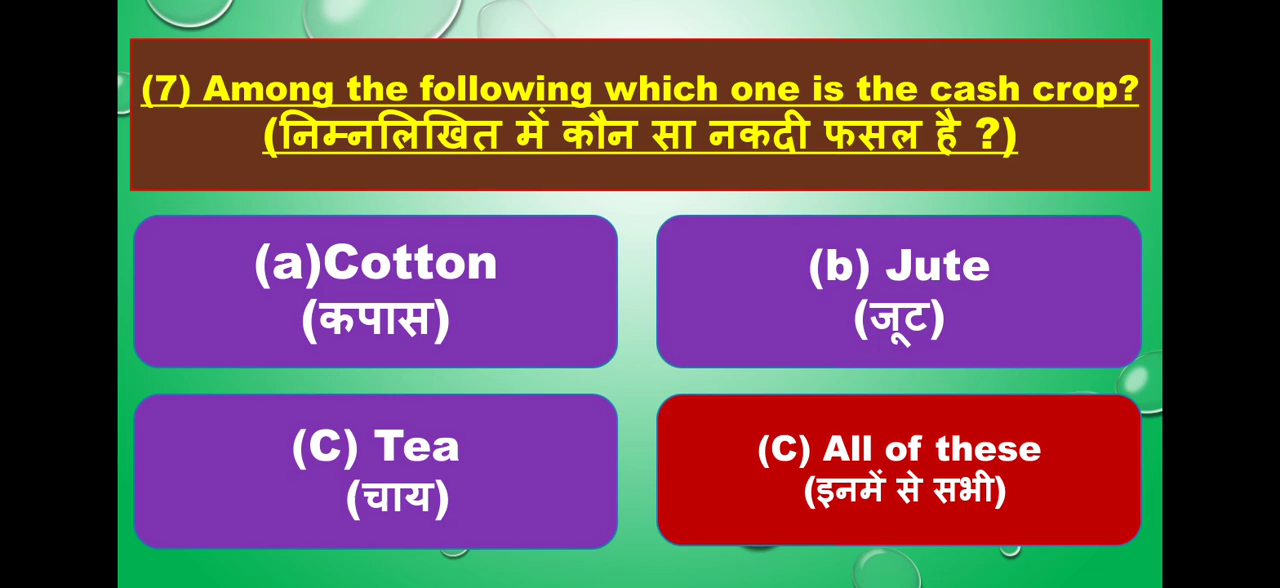 (7) Among the following which one is the cash crop?
(निम्नलिखित में कौन सा नकदी फसल है ?)
(a)Cotton
(कपास)
(b) Jute
(जूट)
(C) Tea
(चाय)
(C) All of these
(इनमें से सभी)